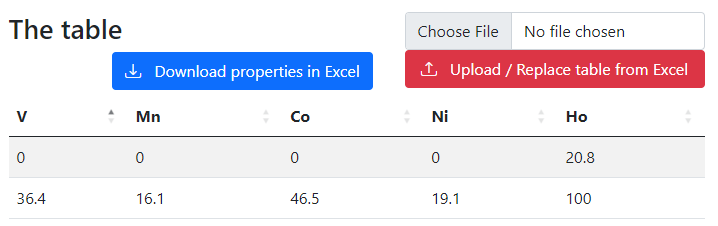 The table
Choose File No file chosen
Download properties in Excel
Upload / Replace table from Excel
V Mn Co Ni Ho
0 0 0 0 20.8
36.4 16.1 46.5 19.1 100